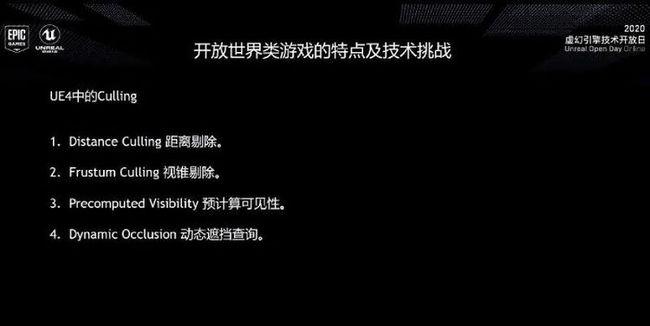 EPIC
GAMES
UNREAL
2020
虚幻引擎技术开放日
Unreal Open Day Online
开放世界类游戏的特点及技术挑战
UE4中的Culling
1. Distance Culling 距离剔除。
2. Frustum Culling 视锥剔除。
3. Precomputed Visibility 预计算可见性。
4. Dynamic Occlusion 动态遮挡查询。